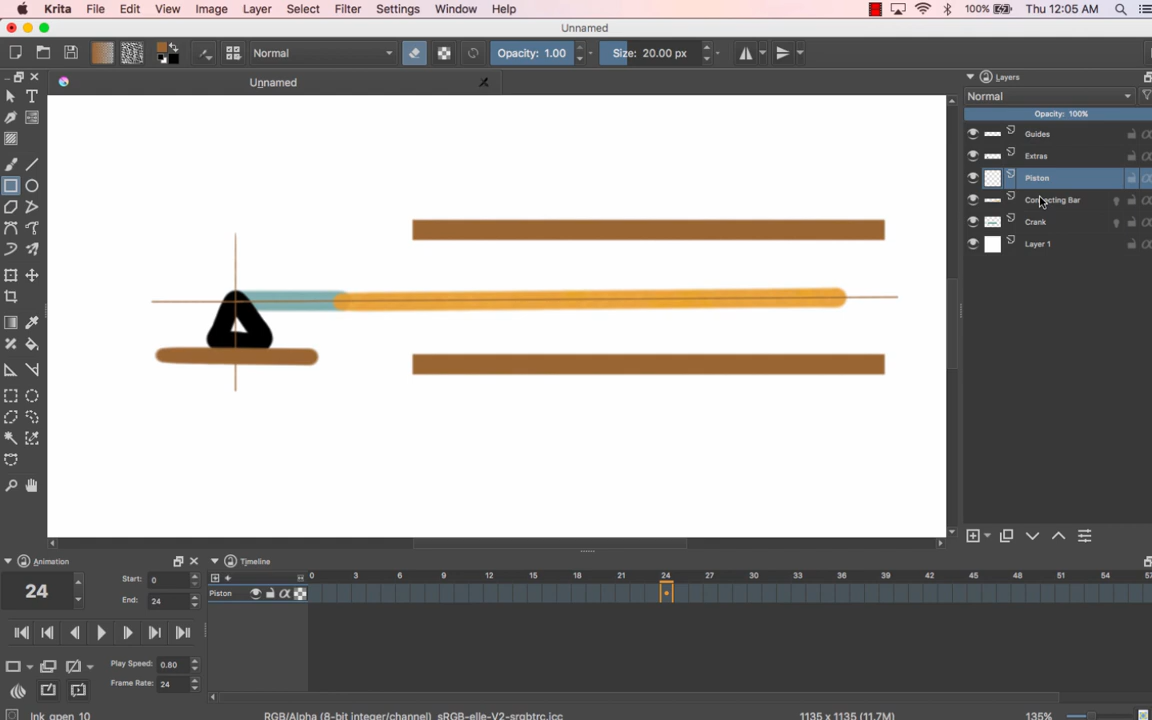 Krita File Edit View Image Layer Select Filter Settings Window Help 100% Thu 12:05 AM
Unnamed
Normal Opacity: 1.00 Size: 20.00 px
Unnamed
Layers
Normal
Opacity: 100%
Guides
Extras
Piston
Connecting Bar
Crank
Layer 1
Animation
24
Start: 0
End: 24
Play Speed: 0.80
Frame Rate: 24
Timeline
0 3 6 9 12 15 18 21 24 27 30 33 36 39 42 45 48 51 54 57
Piston
Ink_gpen_10 RGB/Alpha (8-bit integer/channel) sRGB-elle-V2-srgbtrc.icc 1135 x 1135 (11.7M) 135%